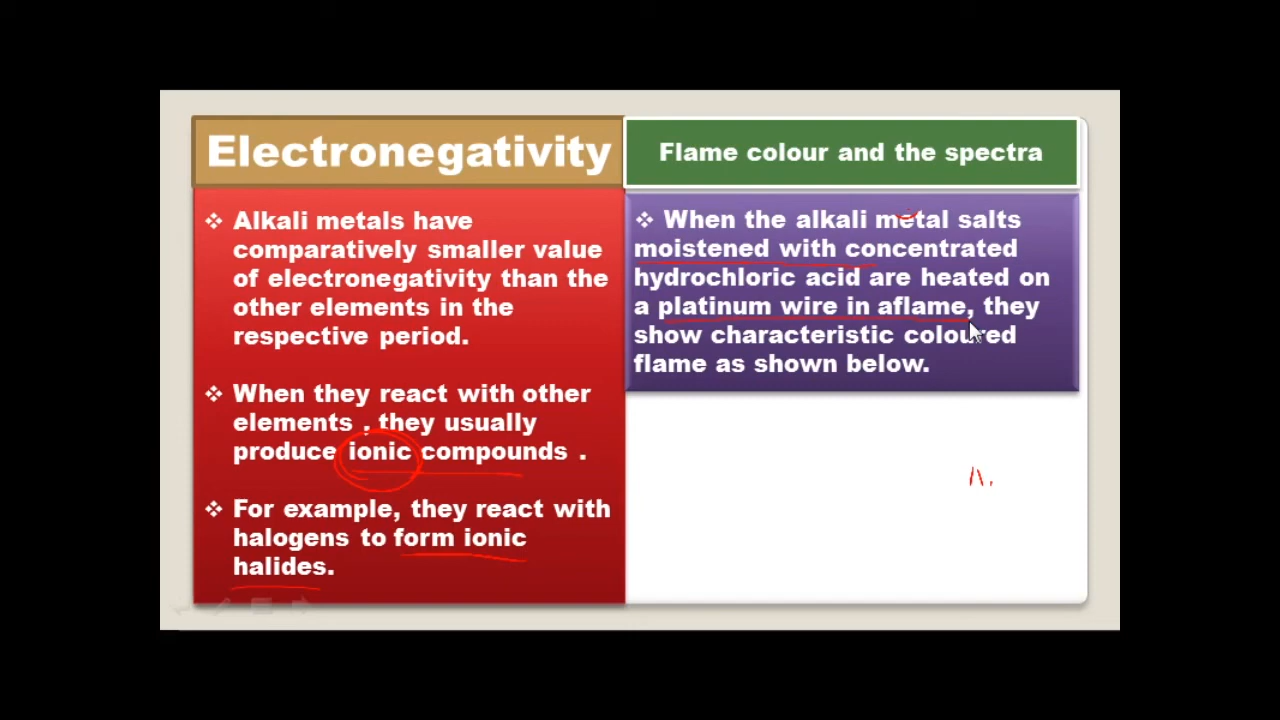 Electronegativity
❖ Alkali metals have
comparatively smaller value
of electronegativity than the
other elements in the
respective period.
❖ When they react with other
elements , they usually
produce ionic compounds .
❖ For example, they react with
halogens to form ionic
halides.
Flame colour and the spectra
❖ When the alkali metal salts
moistened with concentrated
hydrochloric acid are heated on
a platinum wire in aflame, they
show characteristic coloured
flame as shown below.